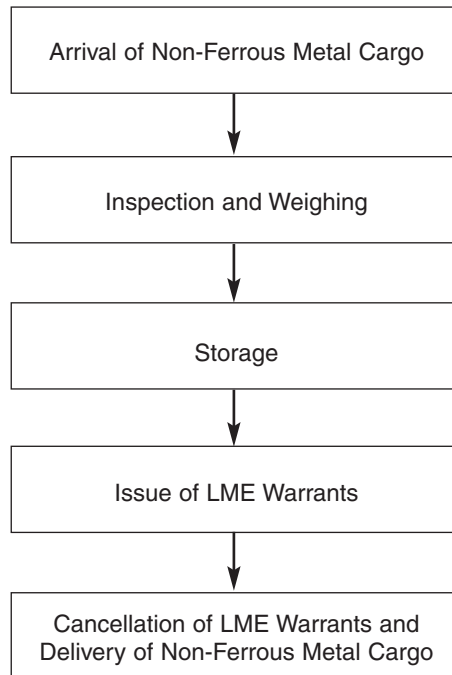 Arrival of Non-Ferrous Metal Cargo
Inspection and Weighing
Storage
Issue of LME Warrants
Cancellation of LME Warrants and
Delivery of Non-Ferrous Metal Cargo